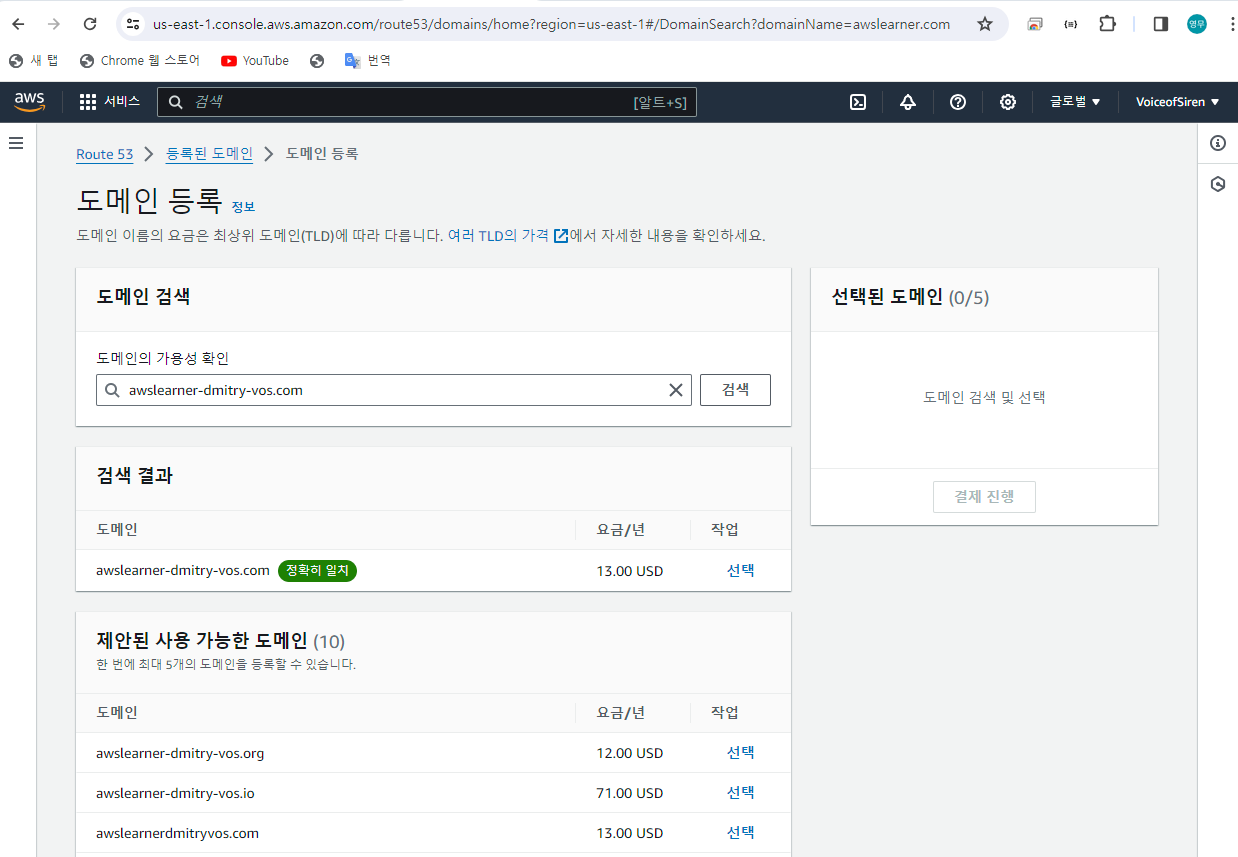 us-east-1.console.aws.amazon.com/route53/domains/home?region=us-east-1#/DomainSearch?domainName=awslearner.com
영무
새 탭
Chrome 웹 스토어
YouTube
번역
aws
서비스
검색
[알트+S]
글로벌 ▼
VoiceofSiren ▼
Route 53
등록된 도메인
도메인 등록
도메인 등록 정보
도메인 이름의 요금은 최상위 도메인(TLD)에 따라 다릅니다. 여러 TLD의 가격 에서 자세한 내용을 확인하세요.
도메인 검색
도메인의 가용성 확인
awslearner-dmitry-vos.com
검색
선택된 도메인 (0/5)
도메인 검색 및 선택
결제 진행
검색 결과
도메인 요금/년 작업
awslearner-dmitry-vos.com 정확히 일치 13.00 USD 선택
제안된 사용 가능한 도메인 (10)
한 번에 최대 5개의 도메인을 등록할 수 있습니다.
도메인 요금/년 작업
awslearner-dmitry-vos.org 12.00 USD 선택
awslearner-dmitry-vos.io 71.00 USD 선택
awslearnerdmitryvos.com 13.00 USD 선택